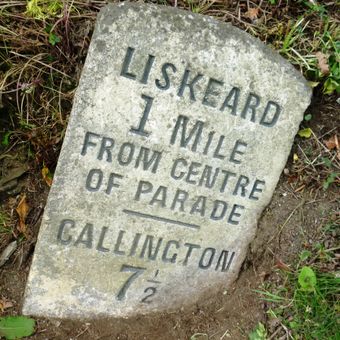 LISKEARD
1 MILE
FROM CENTRE
OF PARADE
CALLINGTON
7½